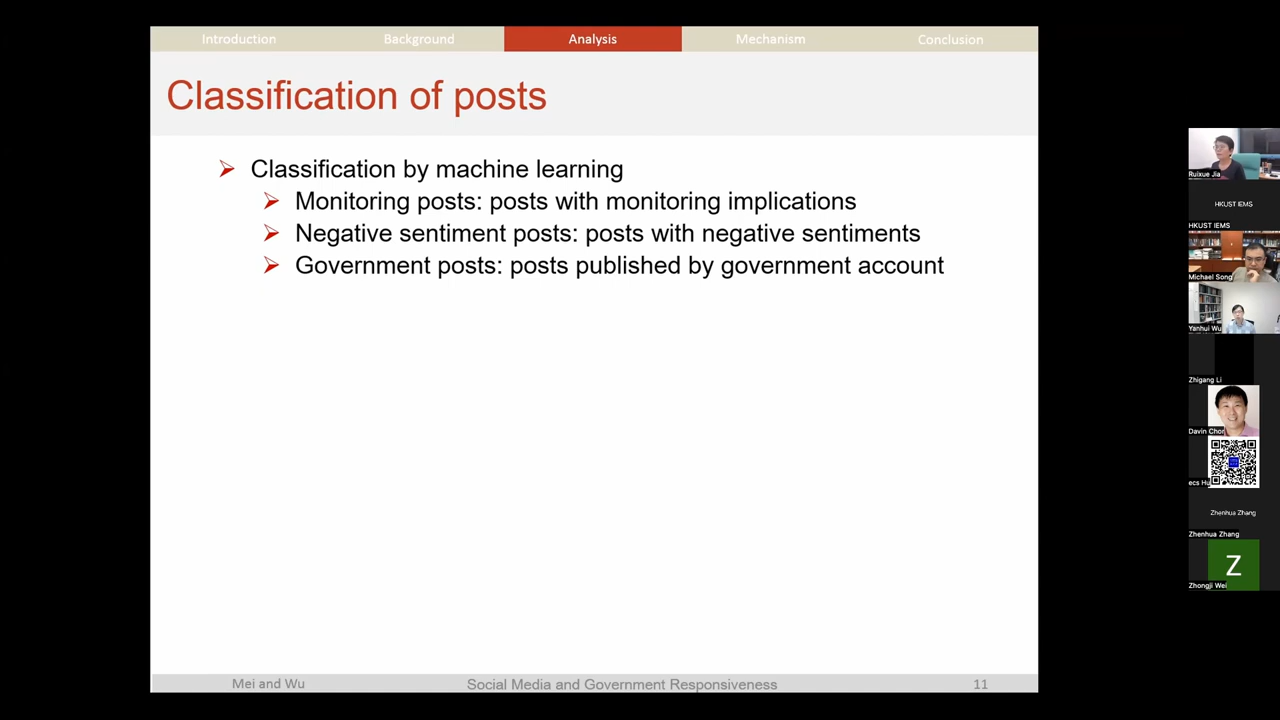 Introduction Background Analysis Mechanism Conclusion
Classification of posts
Classification by machine learning
Monitoring posts: posts with monitoring implications
Negative sentiment posts: posts with negative sentiments
Government posts: posts published by government account
Mei and Wu Social Media and Government Responsiveness 11
Ruixue Jia
HKUST IEMS
HKUST IEMS
Michael Song
Yanhui Wu
Zhigang Li
Davin Chor
ecs Hu
Zhenhua Zhang
Zhenhua Zhang
Z
Zhongji Wei